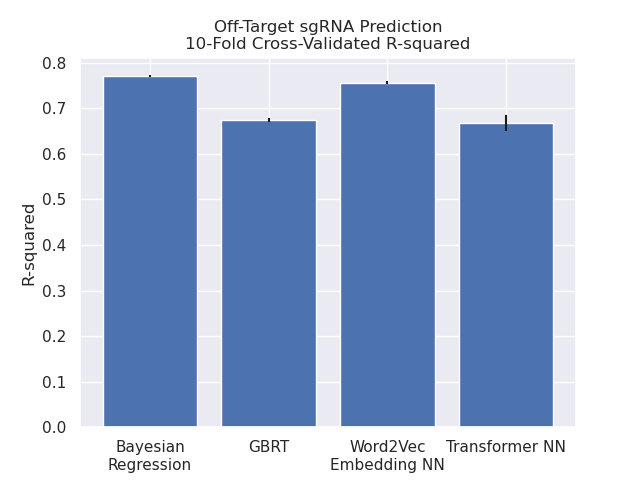 Off-Target sgRNA Prediction
10-Fold Cross-Validated R-squared
R-squared
0.8
0.7
0.6
0.5
0.4
0.3
0.2
0.1
0.0
Bayesian
Regression
GBRT
Word2Vec
Embedding NN
Transformer NN